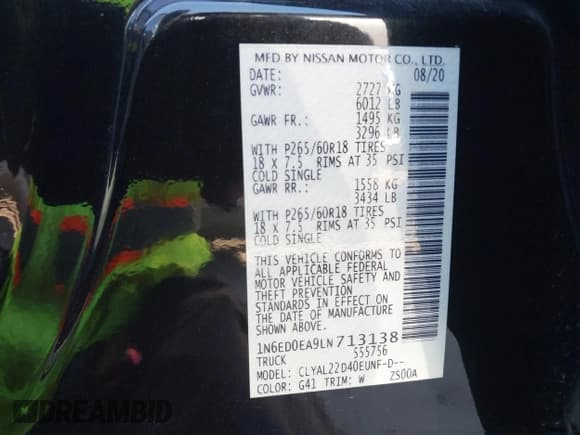 MFD BY NISSAN MOTOR CO., LTD.
DATE: 08/20
GVWR: 2727 KG
6012 LB
GAWR FR.: 1495 KG
3296 LB
WITH P265/60R18 TIRES
18 X 7.5 RIMS AT 35 PSI
COLD SINGLE
GAWR RR.: 1558 KG
3434 LB
WITH P265/60R18 TIRES
18 X 7.5 RIMS AT 35 PSI
COLD SINGLE
THIS VEHICLE CONFORMS TO
ALL APPLICABLE FEDERAL
MOTOR VEHICLE SAFETY AND
THEFT PREVENTION
STANDARDS IN EFFECT ON
THE DATE OF MANUFACTURE
SHOWN ABOVE.
1N6ED0EA9LN713138
TRUCK 555756
MODEL: CLYAL22D40EUNF-D--
COLOR: G41 TRIM: W ZS00A
DREAMBID